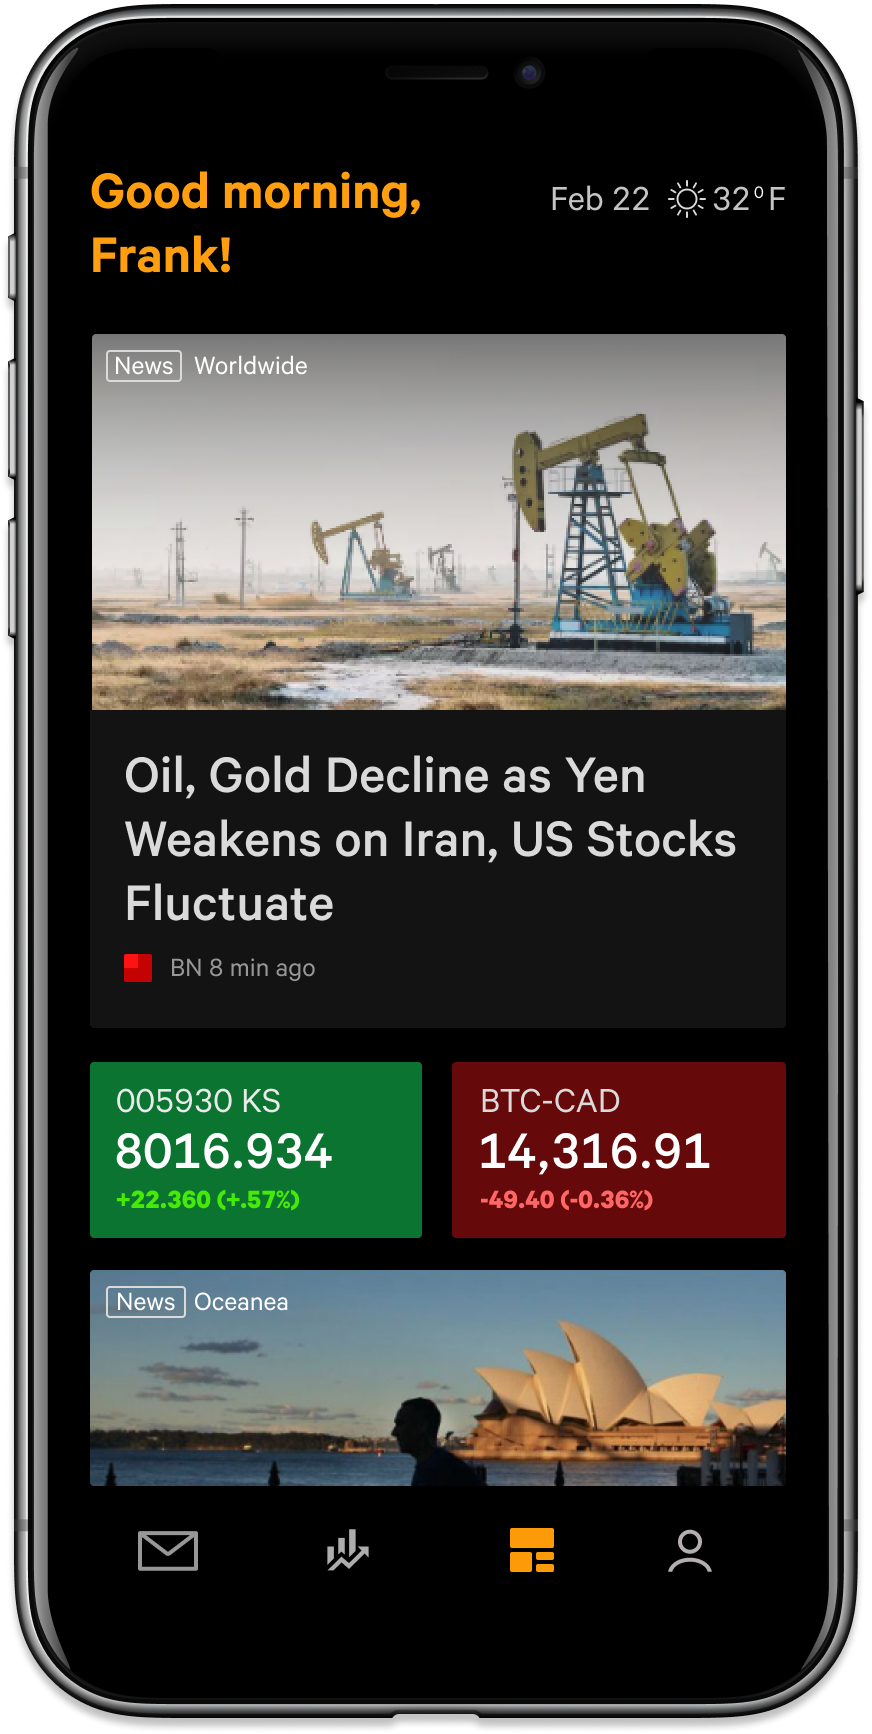 Good morning,
Frank!
Feb 22 32°F
News Worldwide
Oil, Gold Decline as Yen
Weakens on Iran, US Stocks
Fluctuate
BN 8 min ago
005930 KS
8016.934
+22.360 (+.57%)
BTC-CAD
14,316.91
-49.40 (-0.36%)
News Oceanea